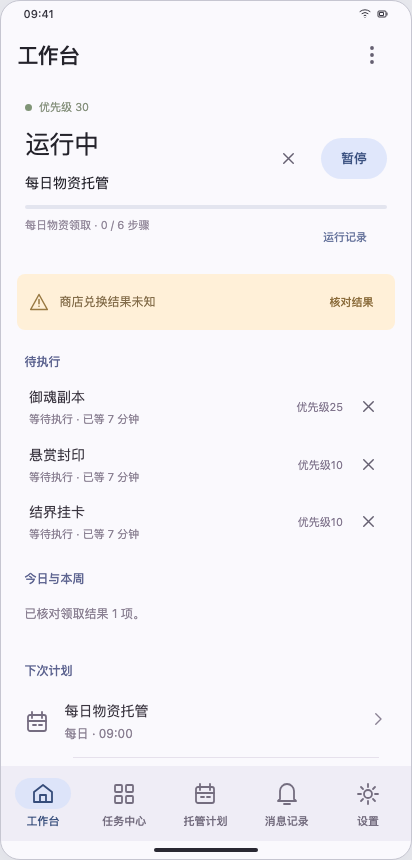 09:41
工作台
优先级 30
运行中
暂停
每日物资托管
每日物资领取 · 0 / 6 步骤
运行记录
商店兑换结果未知
核对结果
待执行
御魂副本
等待执行 · 已等 7 分钟
优先级25
悬赏封印
等待执行 · 已等 7 分钟
优先级10
结界挂卡
等待执行 · 已等 7 分钟
优先级10
今日与本周
已核对领取结果 1 项。
下次计划
每日物资托管
每日 · 09:00
工作台
任务中心
托管计划
消息记录
设置